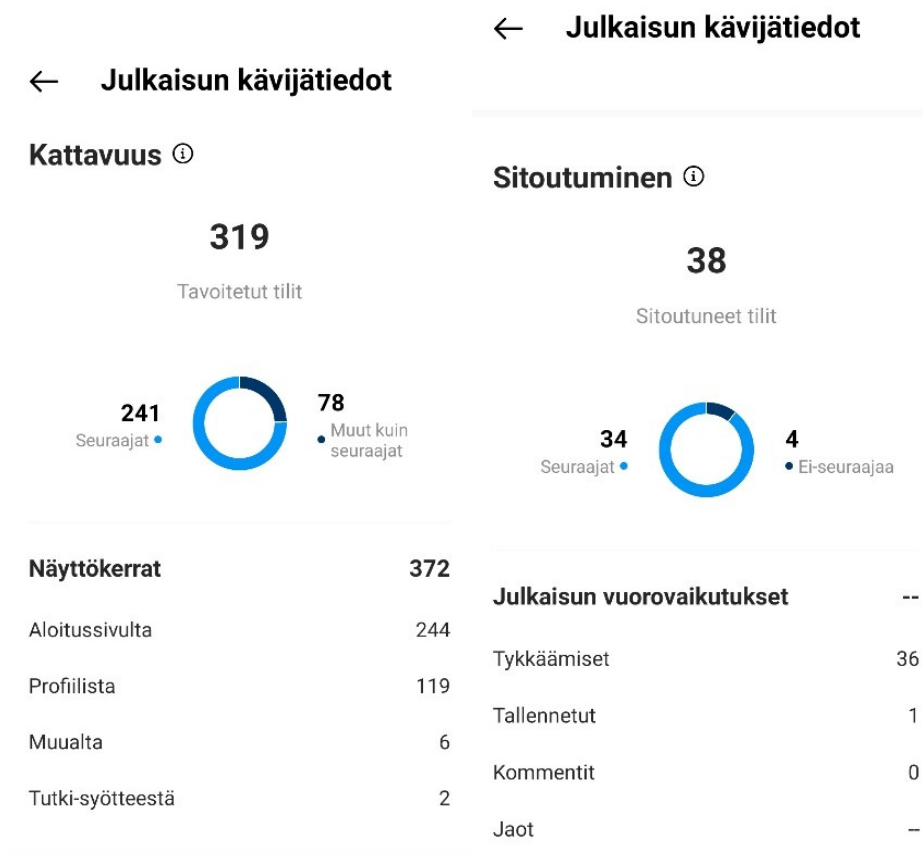 ← Julkaisun kävijätiedot
Kattavuus
319
Tavoitetut tilit
241
Seuraajat
78
Muut kuin
seuraajat
Näyttökerrat 372
Aloitussivulta 244
Profiilista 119
Muualta 6
Tutki-syötteestä 2
← Julkaisun kävijätiedot
Sitoutuminen
38
Sitoutuneet tilit
34
Seuraajat
4
Ei-seuraajaa
Julkaisun vuorovaikutukset --
Tykkäämiset 36
Tallennetut 1
Kommentit 0
Jaot --